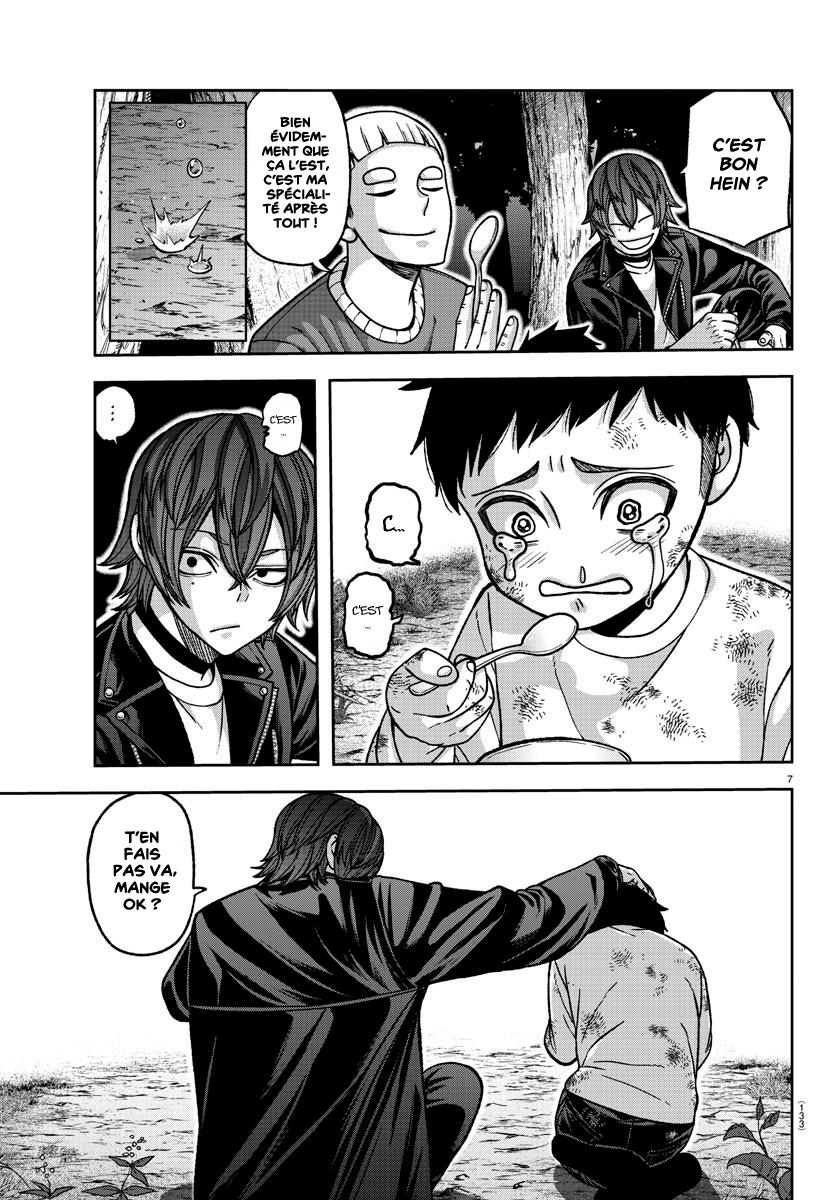 C'EST
BON
HEIN ?
BIEN
ÉVIDEM-
MENT QUE
ÇA L'EST,
C'EST MA
SPÉCIALI-
TÉ APRÈS
TOUT !
C...
C'EST
...
C'EST
...
...
7
T'EN
FAIS
PAS VA,
MANGE
OK ?
(133)